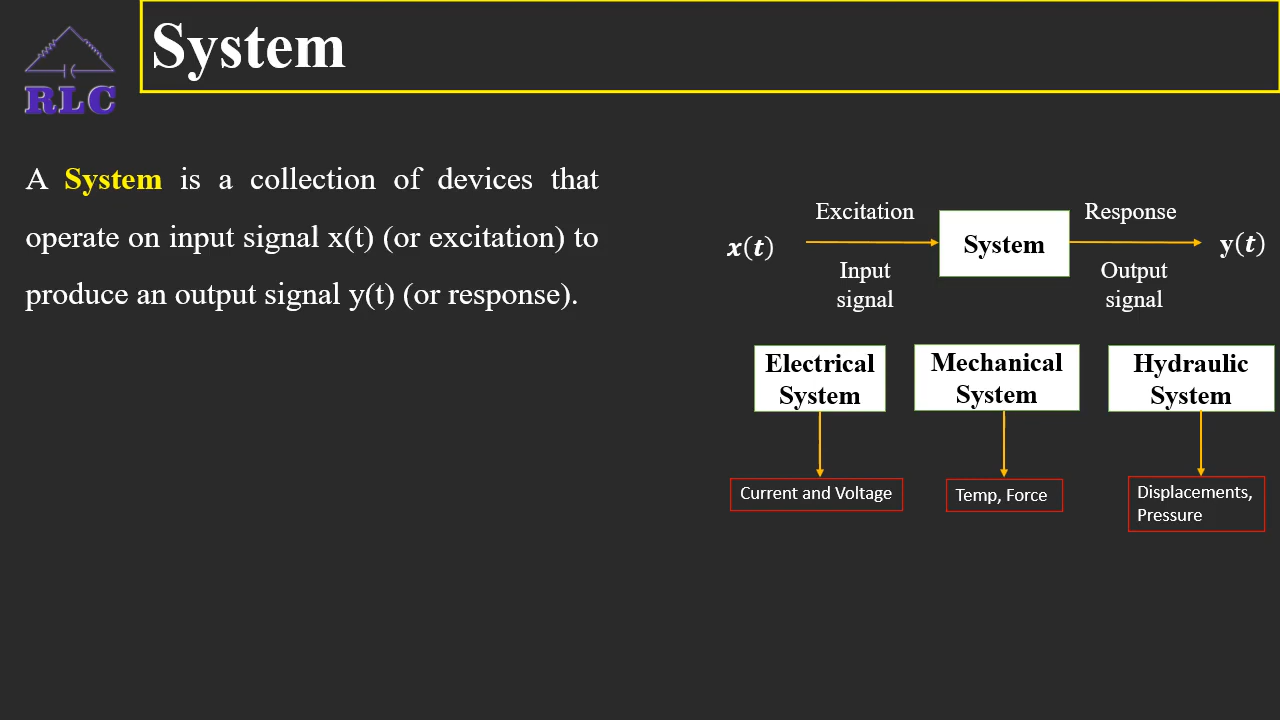 System
RLC
A System is a collection of devices that
operate on input signal x(t) (or excitation) to
produce an output signal y(t) (or response).
Excitation
Response
x(t)
System
y(t)
Input
signal
Output
signal
Electrical
System
Mechanical
System
Hydraulic
System
Current and Voltage
Temp, Force
Displacements,
Pressure